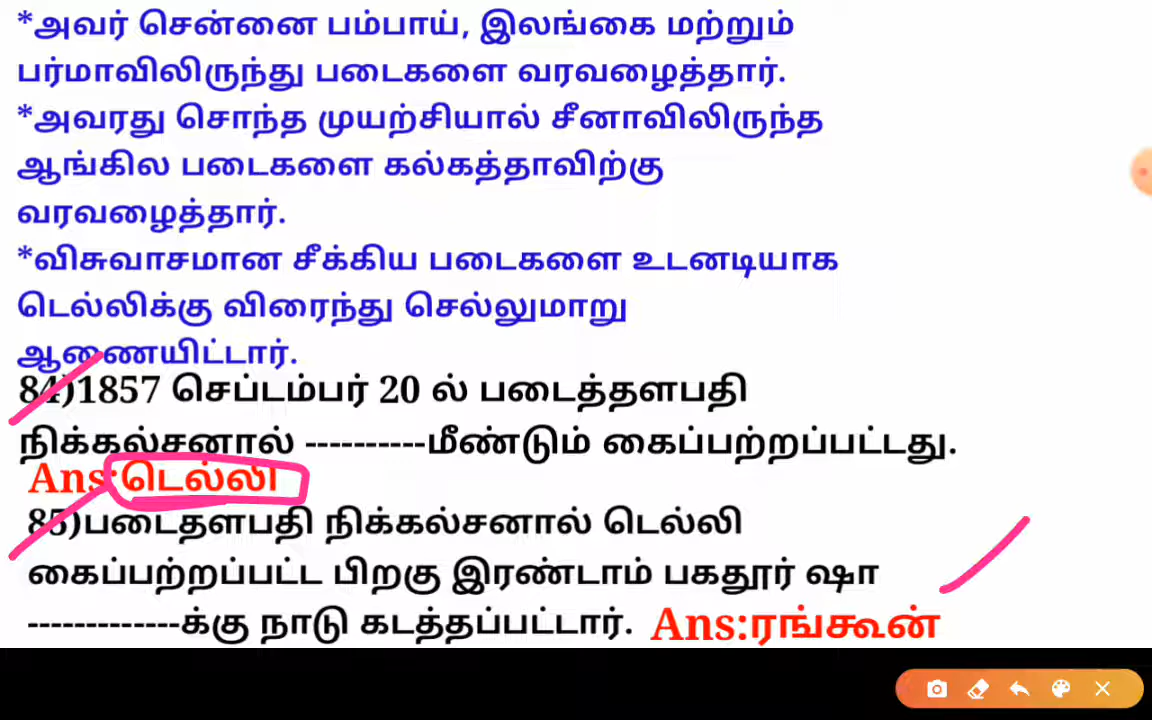 *அவர் சென்னை பம்பாய், இலங்கை மற்றும்
பர்மாவிலிருந்து படைகளை வரவழைத்தார்.
*அவரது சொந்த முயற்சியால் சீனாவிலிருந்த
ஆங்கில படைகளை கல்கத்தாவிற்கு
வரவழைத்தார்.
*விசுவாசமான சீக்கிய படைகளை உடனடியாக
டெல்லிக்கு விரைந்து செல்லுமாறு
ஆணையிட்டார்.
84)1857 செப்டம்பர் 20 ல் படைத்தளபதி
நிக்கல்சனால் ----------மீண்டும் கைப்பற்றப்பட்டது.
Ans:டெல்லி
85)படைதளபதி நிக்கல்சனால் டெல்லி
கைப்பற்றப்பட்ட பிறகு இரண்டாம் பகதூர் ஷா
-------------க்கு நாடு கடத்தப்பட்டார். Ans:ரங்கூன்